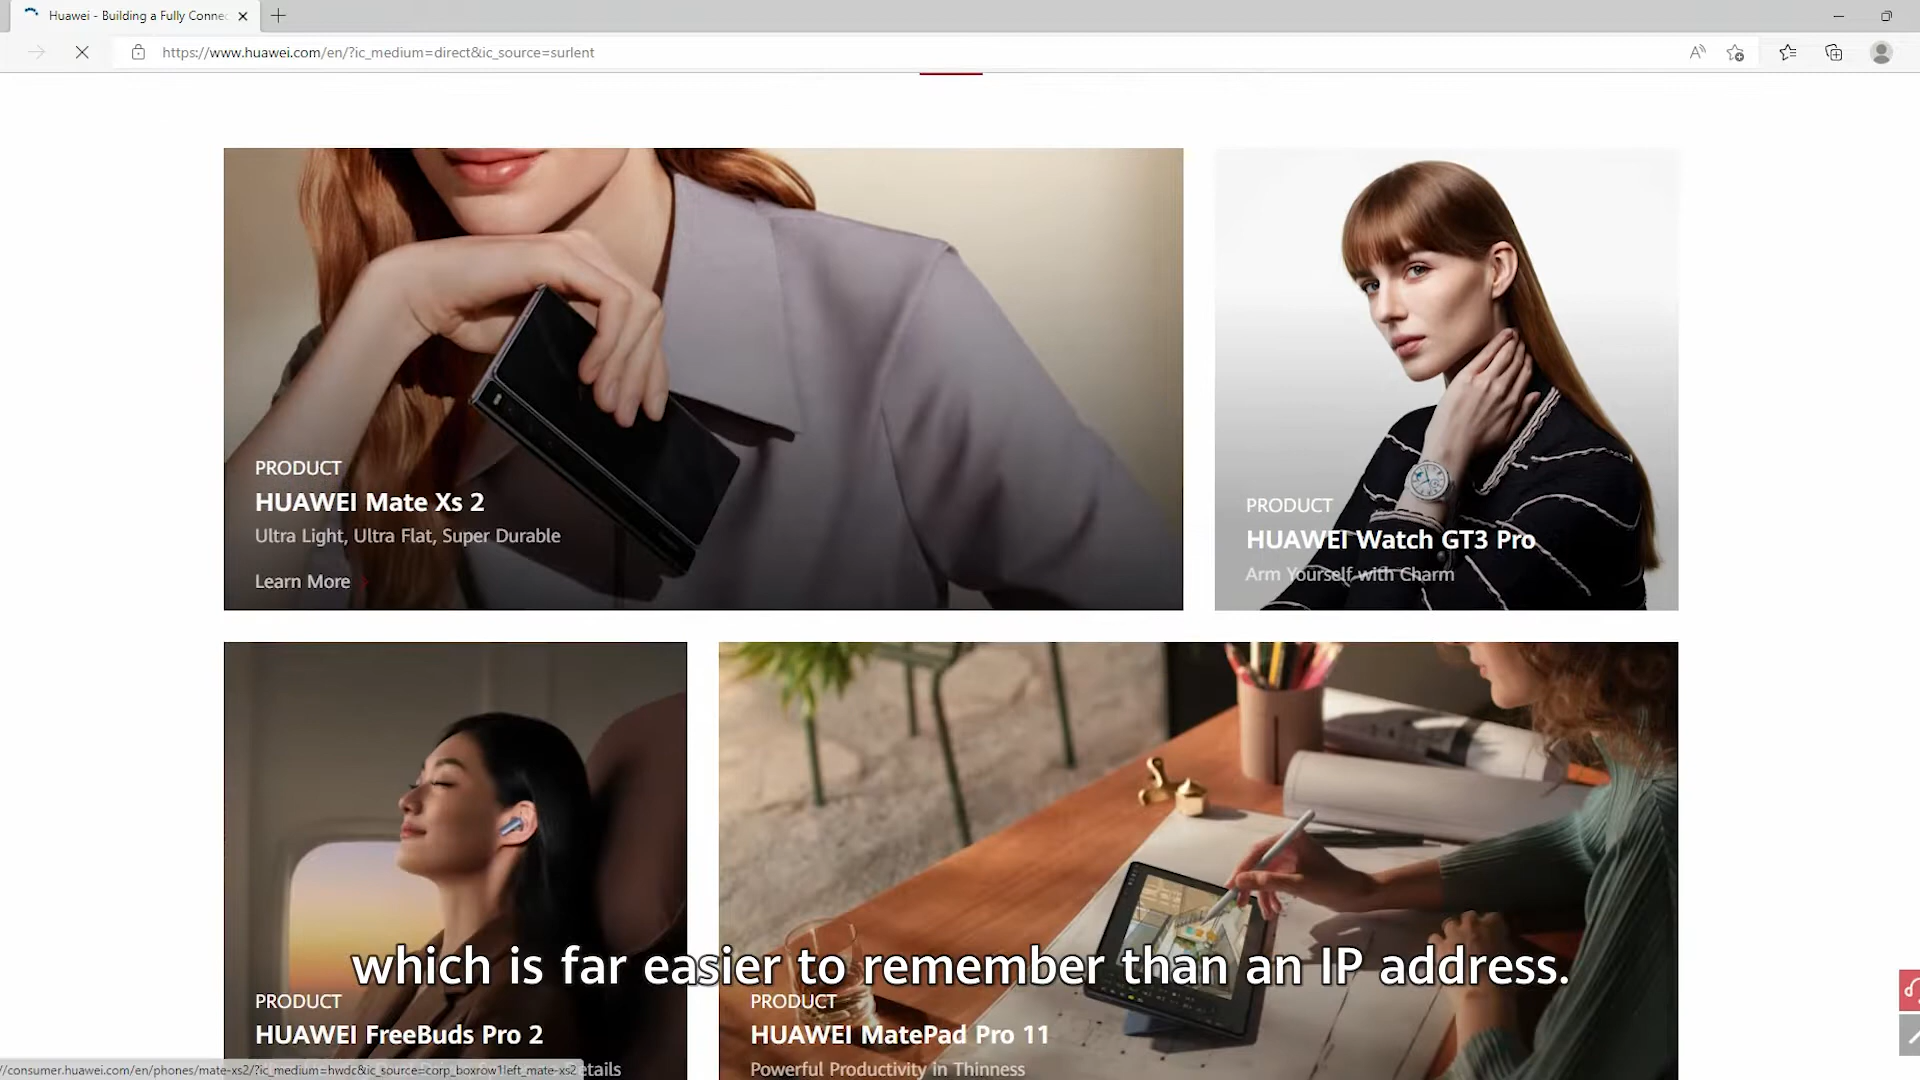 Huawei - Building a Fully Connec
https://www.huawei.com/en/?ic_medium=direct&ic_source=surlent
PRODUCT
HUAWEI Mate Xs 2
Ultra Light, Ultra Flat, Super Durable
Learn More
PRODUCT
HUAWEI Watch GT3 Pro
Arm Yourself with Charm
which is far easier to remember than an IP address.
PRODUCT
HUAWEI FreeBuds Pro 2
etails
PRODUCT
HUAWEI MatePad Pro 11
Powerful Productivity in Thinness
//consumer.huawei.com/en/phones/mate-xs2/?ic_medium=hwdc&ic_source=corp_boxrow1left_mate-xs2